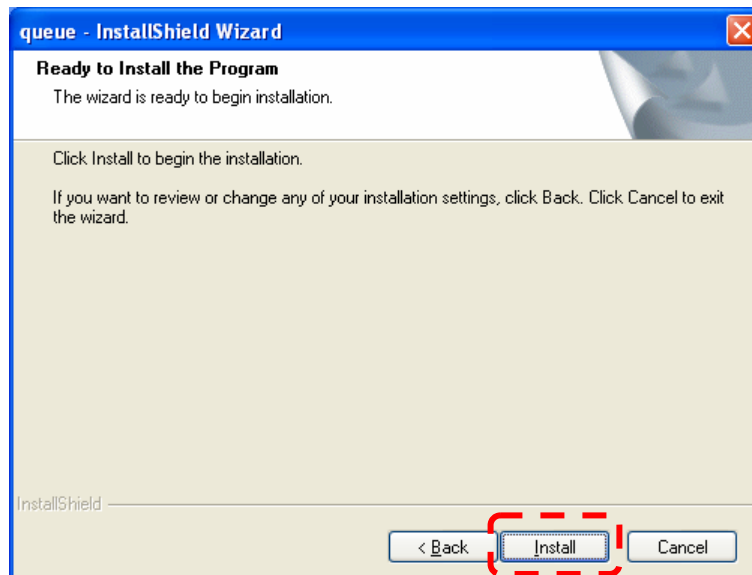 queue - InstallShield Wizard
Ready to Install the Program
The wizard is ready to begin installation.
Click Install to begin the installation.
If you want to review or change any of your installation settings, click Back. Click Cancel to exit
the wizard.
InstallShield
< Back Install Cancel